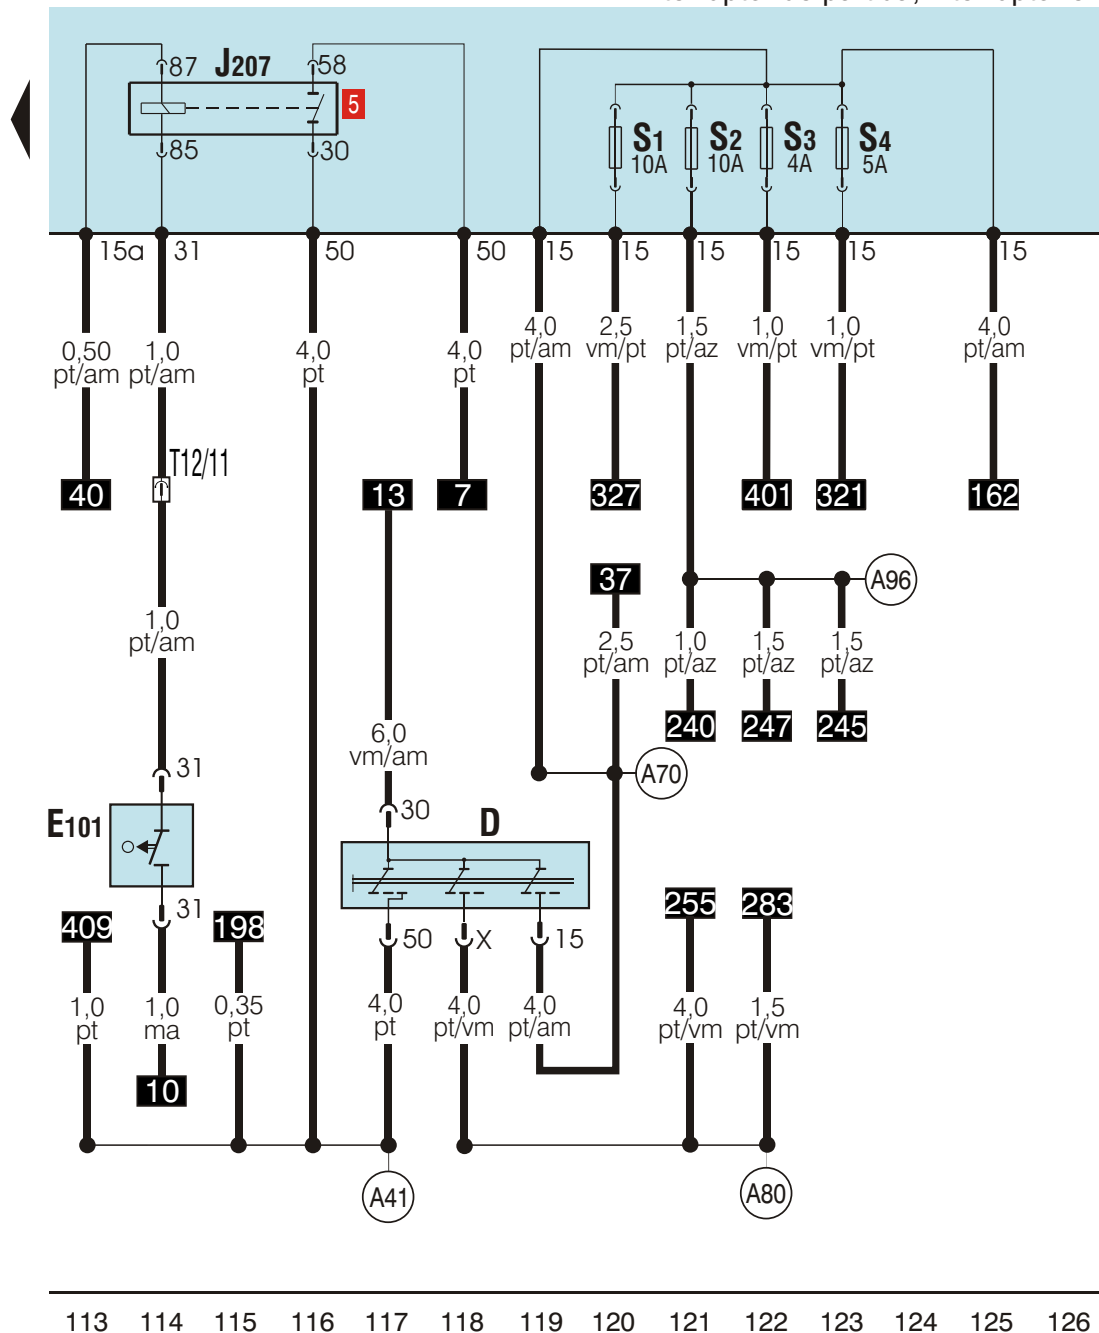 87 J207 58
5
85 30
S1 10A S2 10A S3 4A S4 5A
15a 31 50 50 15 15 15 15 15 15
0,50 pt/am
1,0 pt/am
4,0 pt
4,0 pt
4,0 pt/am
2,5 vm/pt
1,5 pt/az
1,0 vm/pt
1,0 vm/pt
4,0 pt/am
T12/11
40 13 7 327 401 321 162
37 A96
1,0 pt/am
2,5 pt/am
1,0 pt/az
1,5 pt/az
1,5 pt/az
240 247 245
6,0 vm/am
31 A70
30
E101 D
31
409 198 255 283
50 X 15
1,0 pt
1,0 ma
0,35 pt
4,0 pt
4,0 pt/vm
4,0 pt/am
4,0 pt/vm
1,5 pt/vm
10
A41 A80
113 114 115 116 117 118 119 120 121 122 123 124 125 126